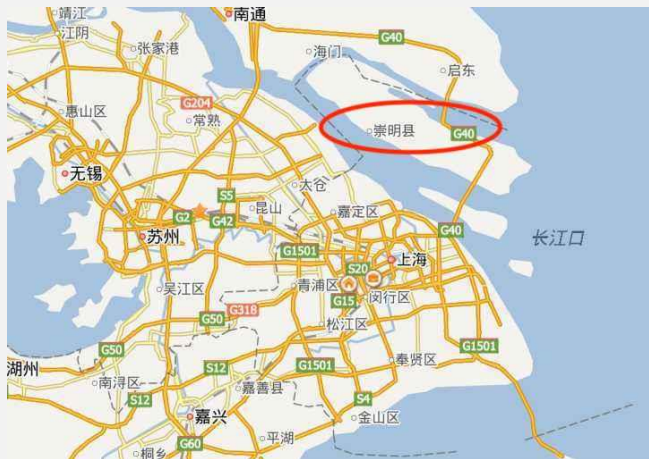 靖江
南通
江阴
张家港
G40
海门
启东
G204
惠山区
常熟
崇明县
G40
无锡
太仓
S5
昆山
嘉定区
G2
G42
苏州
G40
长江口
G1501
上海
S20
吴江区
青浦区
G15
闵行区
G318
G50
松江区
G50
G1501
湖州
S12
G1501
奉贤区
南浔区
嘉善县
S12
S4
嘉兴
金山区
G60
平湖
桐乡